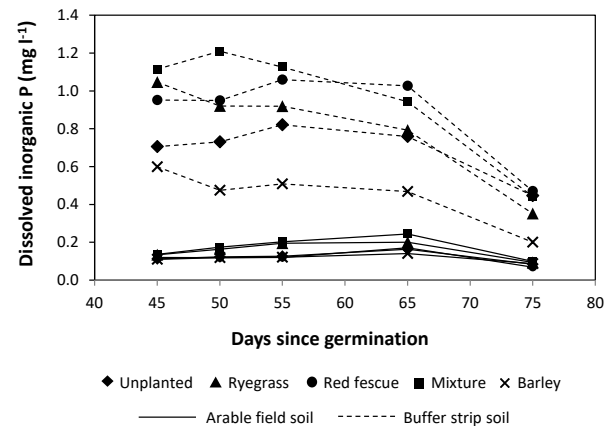 Dissolved inorganic P (mg l⁻¹)
1.4
1.2
1.0
0.8
0.6
0.4
0.2
0.0
40 45 50 55 60 65 70 75 80
Days since germination
Unplanted Ryegrass Red fescue Mixture Barley
Arable field soil Buffer strip soil